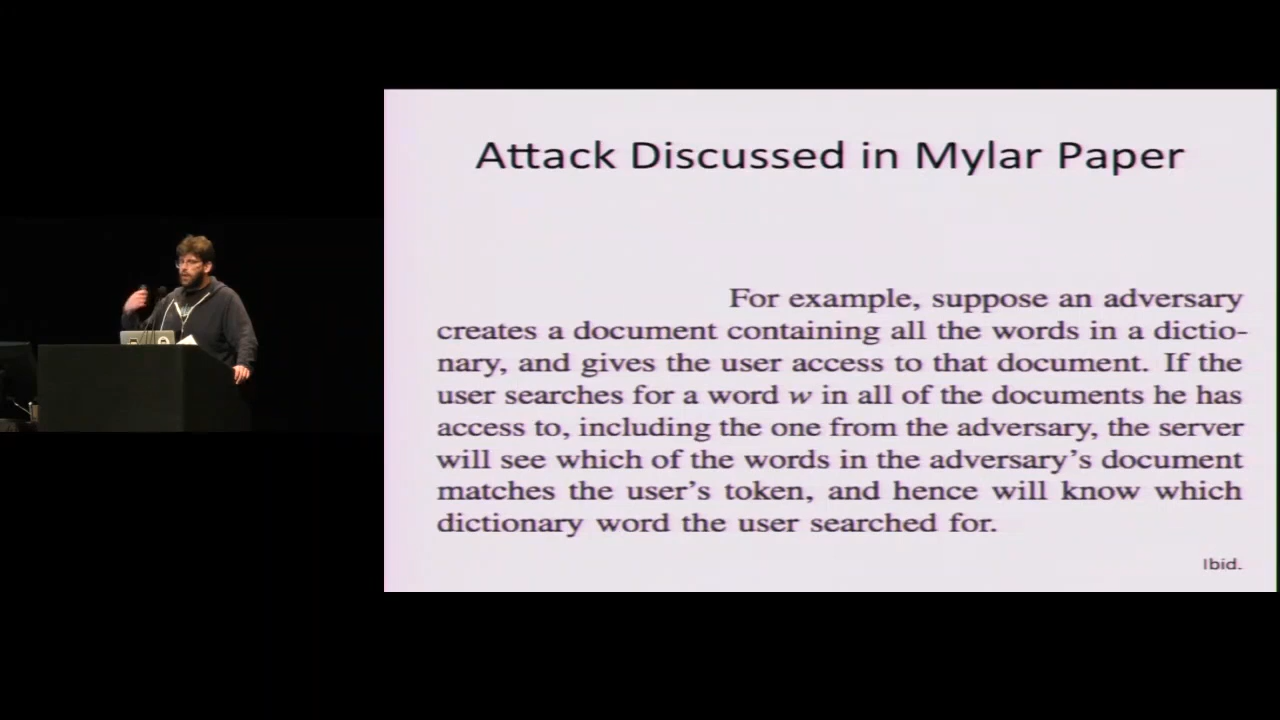 Attack Discussed in Mylar Paper
For example, suppose an adversary
creates a document containing all the words in a dictio-
nary, and gives the user access to that document. If the
user searches for a word w in all of the documents he has
access to, including the one from the adversary, the server
will see which of the words in the adversary's document
matches the user's token, and hence will know which
dictionary word the user searched for.
Ibid.